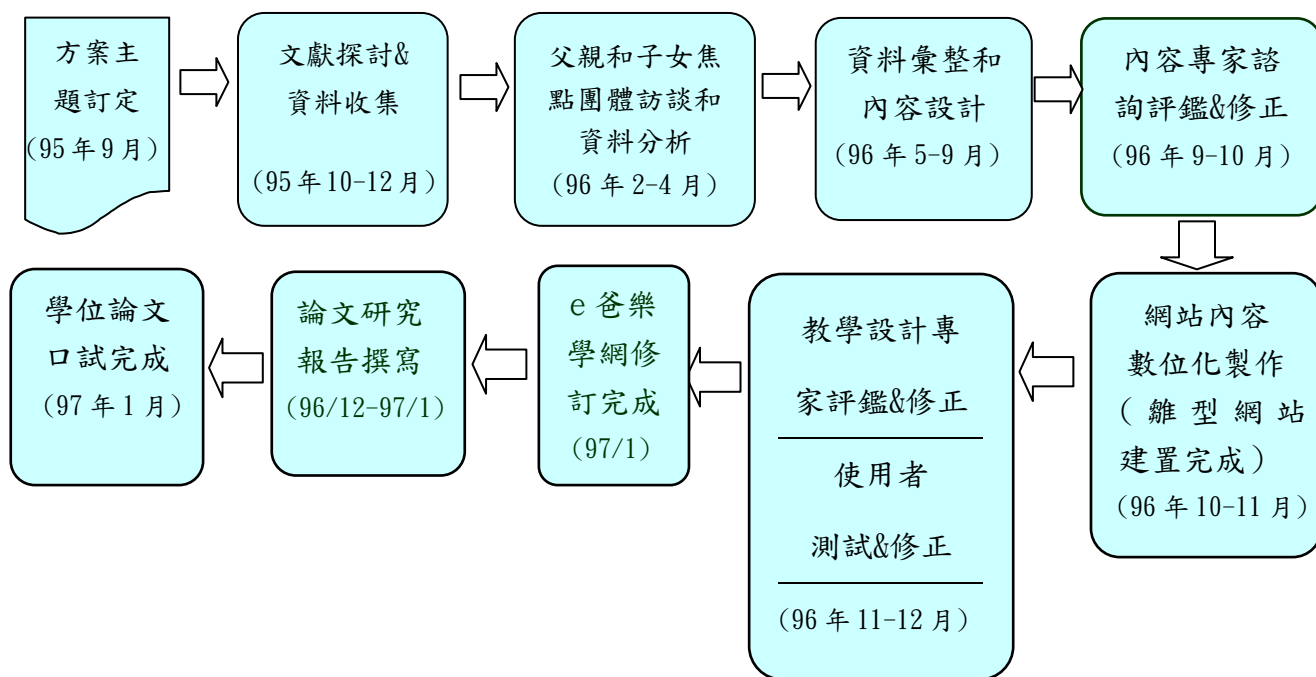 方案主
題訂定
(95年9月)
文獻探討&
資料收集
(95年10-12月)
父親和子女焦
點團體訪談和
資料分析
(96年2-4月)
資料彙整和
內容設計
(96年5-9月)
內容專家諮
詢評鑑&修正
(96年9-10月)
網站內容
數位化製作
(雛型網站
建置完成)
(96年10-11月)
教學設計專
家評鑑&修正
使用者
測試&修正
(96年11-12月)
e爸樂
學網修
訂完成
(97/1)
論文研究
報告撰寫
(96/12-97/1)
學位論文
口試完成
(97年1月)